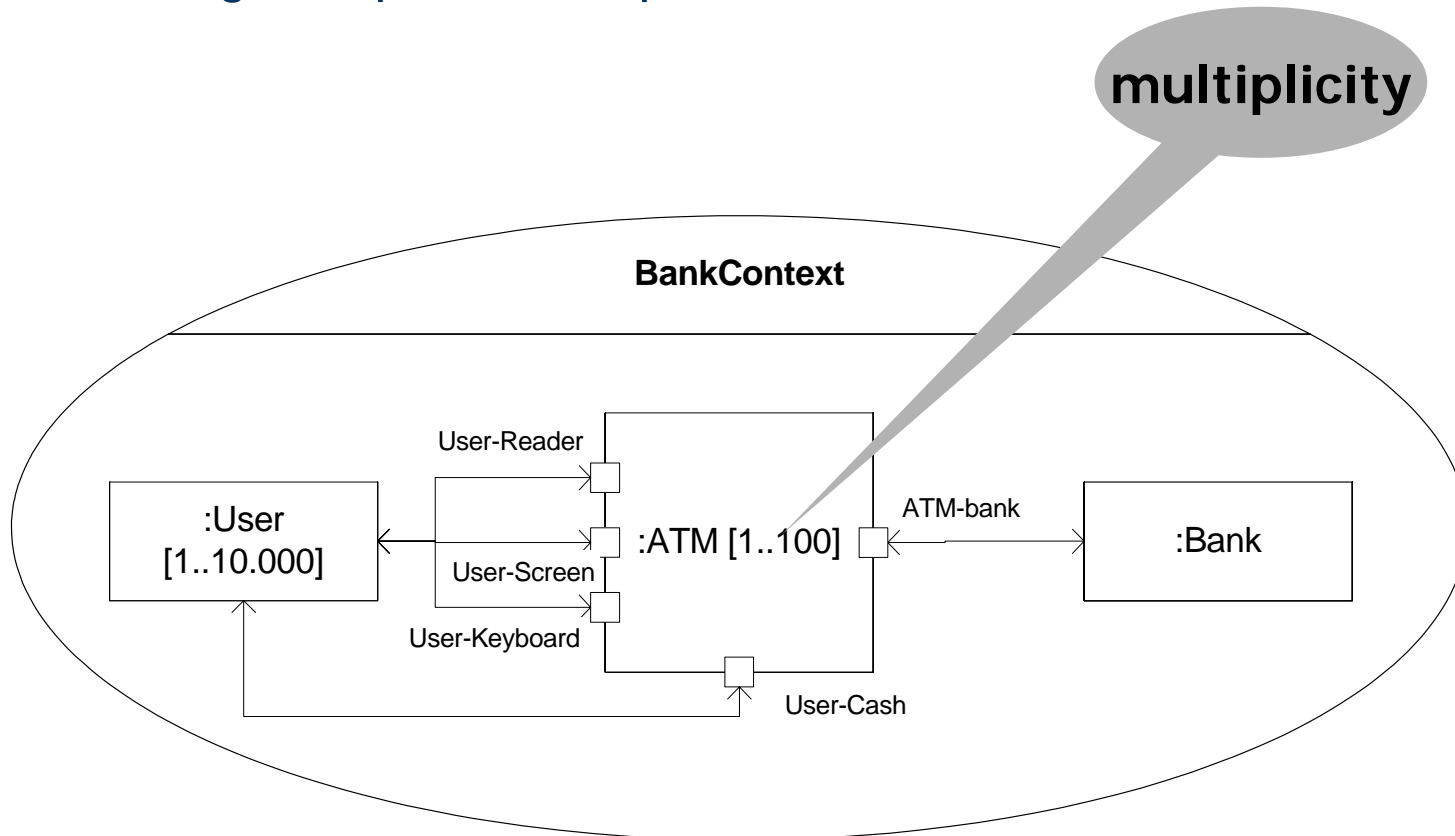 multiplicity
BankContext
User-Reader
:User
[1..10.000]
User-Screen
User-Keyboard
:ATM [1..100]
ATM-bank
:Bank
User-Cash